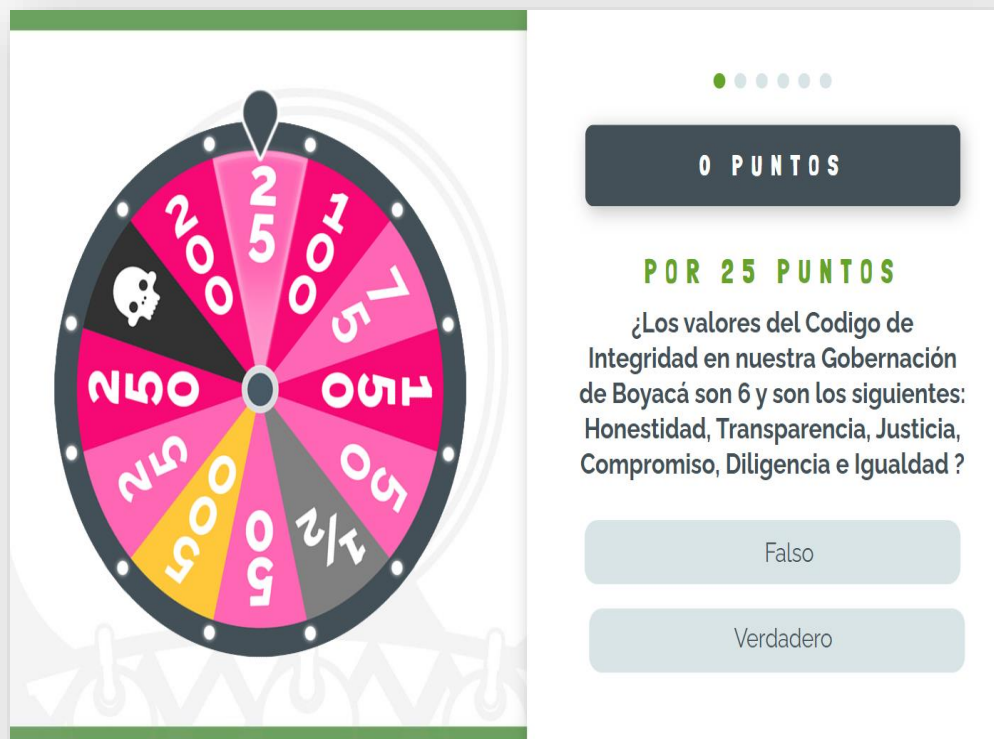 25
100
75
150
50
1/2
50
500
25
250
200
0 PUNTOS
POR 25 PUNTOS
¿Los valores del Codigo de
Integridad en nuestra Gobernación
de Boyacá son 6 y son los siguientes:
Honestidad, Transparencia, Justicia,
Compromiso, Diligencia e Igualdad ?
Falso
Verdadero